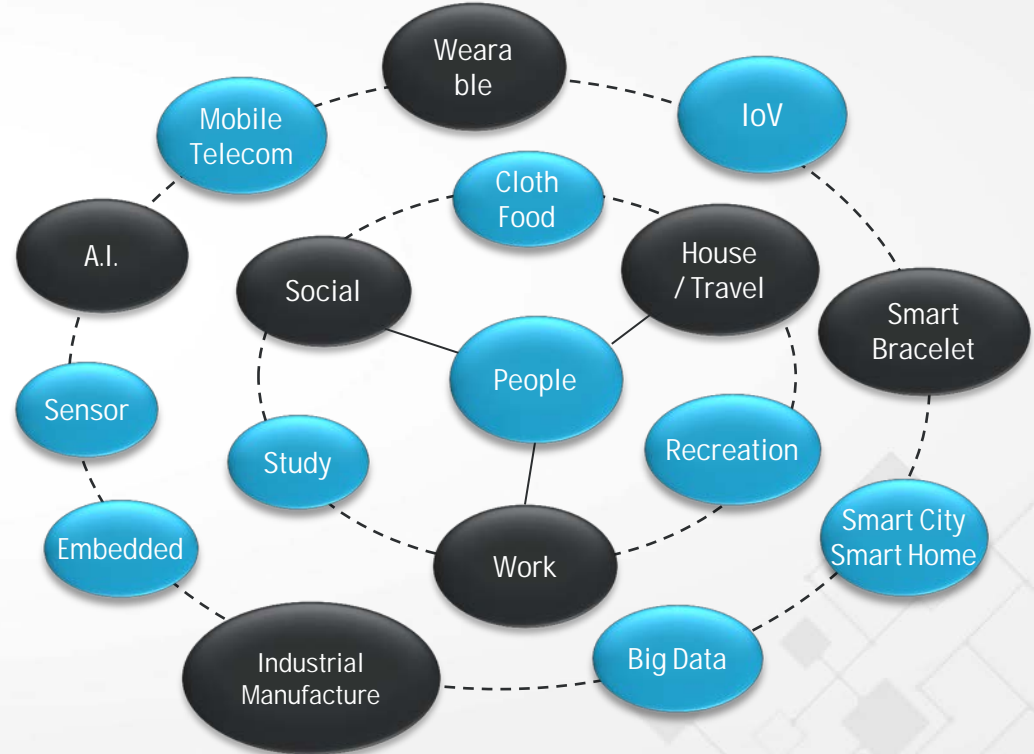 Weara
ble
Mobile
Telecom
IoV
Cloth
Food
A.I.
House
/ Travel
Social
Smart
Bracelet
People
Sensor
Study
Recreation
Embedded
Work
Smart City
Smart Home
Industrial
Manufacture
Big Data